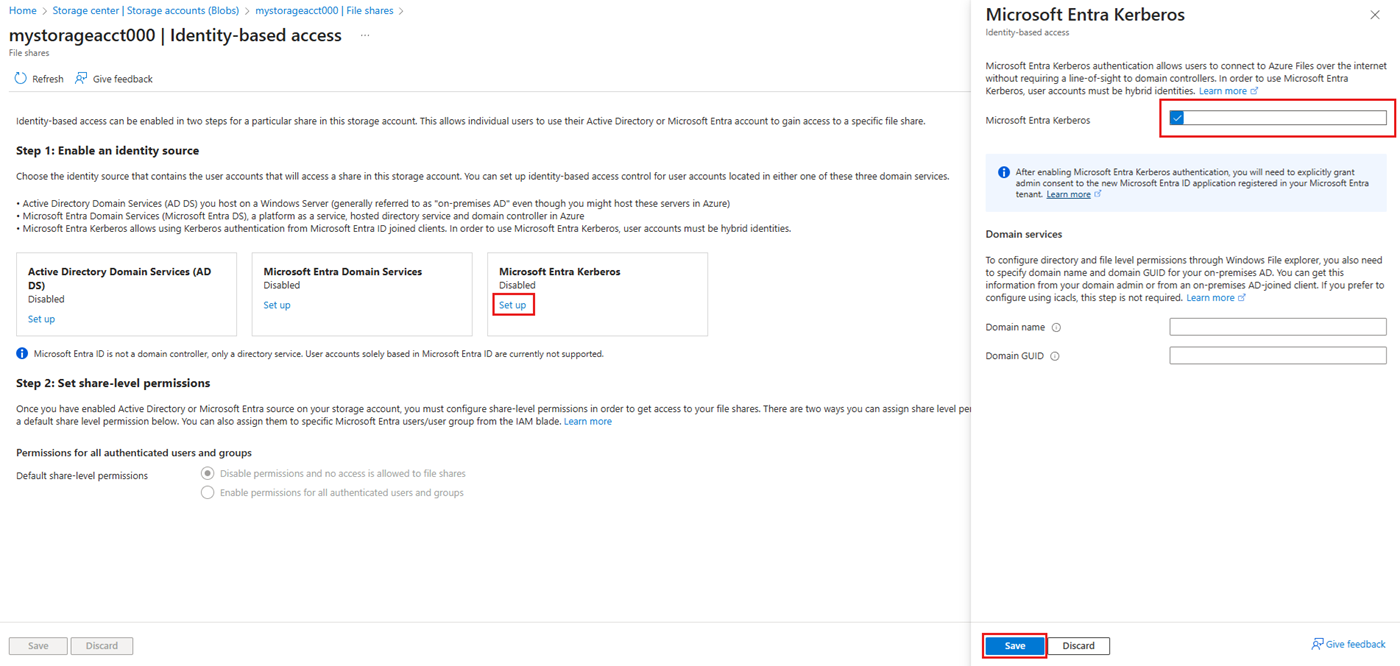 Home > Storage center | Storage accounts (Blobs) > mystorageacct000 | File shares >
mystorageacct000 | Identity-based access ...
File shares
Refresh Give feedback
Identity-based access can be enabled in two steps for a particular share in this storage account. This allows individual users to use their Active Directory or Microsoft Entra account to gain access to a specific file share.
Step 1: Enable an identity source
Choose the identity source that contains the user accounts that will access a share in this storage account. You can set up identity-based access control for user accounts located in either one of these three domain services.
• Active Directory Domain Services (AD DS) you host on a Windows Server (generally referred to as "on-premises AD" even though you might host these servers in Azure)
• Microsoft Entra Domain Services (Microsoft Entra DS), a platform as a service, hosted directory service and domain controller in Azure
• Microsoft Entra Kerberos allows using Kerberos authentication from Microsoft Entra ID joined clients. In order to use Microsoft Entra Kerberos, user accounts must be hybrid identities.
Active Directory Domain Services (AD
DS)
Disabled
Set up
Microsoft Entra Domain Services
Disabled
Set up
Microsoft Entra Kerberos
Disabled
Set up
Microsoft Entra ID is not a domain controller, only a directory service. User accounts solely based in Microsoft Entra ID are currently not supported.
Step 2: Set share-level permissions
Once you have enabled Active Directory or Microsoft Entra source on your storage account, you must configure share-level permissions in order to get access to your file shares. There are two ways you can assign share level per
a default share level permission below. You can also assign them to specific Microsoft Entra users/user group from the IAM blade. Learn more
Permissions for all authenticated users and groups
Default share-level permissions
Disable permissions and no access is allowed to file shares
Enable permissions for all authenticated users and groups
Save Discard
Microsoft Entra Kerberos
Identity-based access
Microsoft Entra Kerberos authentication allows users to connect to Azure Files over the internet
without requiring a line-of-sight to domain controllers. In order to use Microsoft Entra
Kerberos, user accounts must be hybrid identities. Learn more
Microsoft Entra Kerberos
After enabling Microsoft Entra Kerberos authentication, you will need to explicitly grant
admin consent to the new Microsoft Entra ID application registered in your Microsoft Entra
tenant. Learn more
Domain services
To configure directory and file level permissions through Windows File explorer, you also need
to specify domain name and domain GUID for your on-premises AD. You can get this
information from your domain admin or from an on-premises AD-joined client. If you prefer to
configure using icacls, this step is not required. Learn more
Domain name
Domain GUID
Save Discard
Give feedback